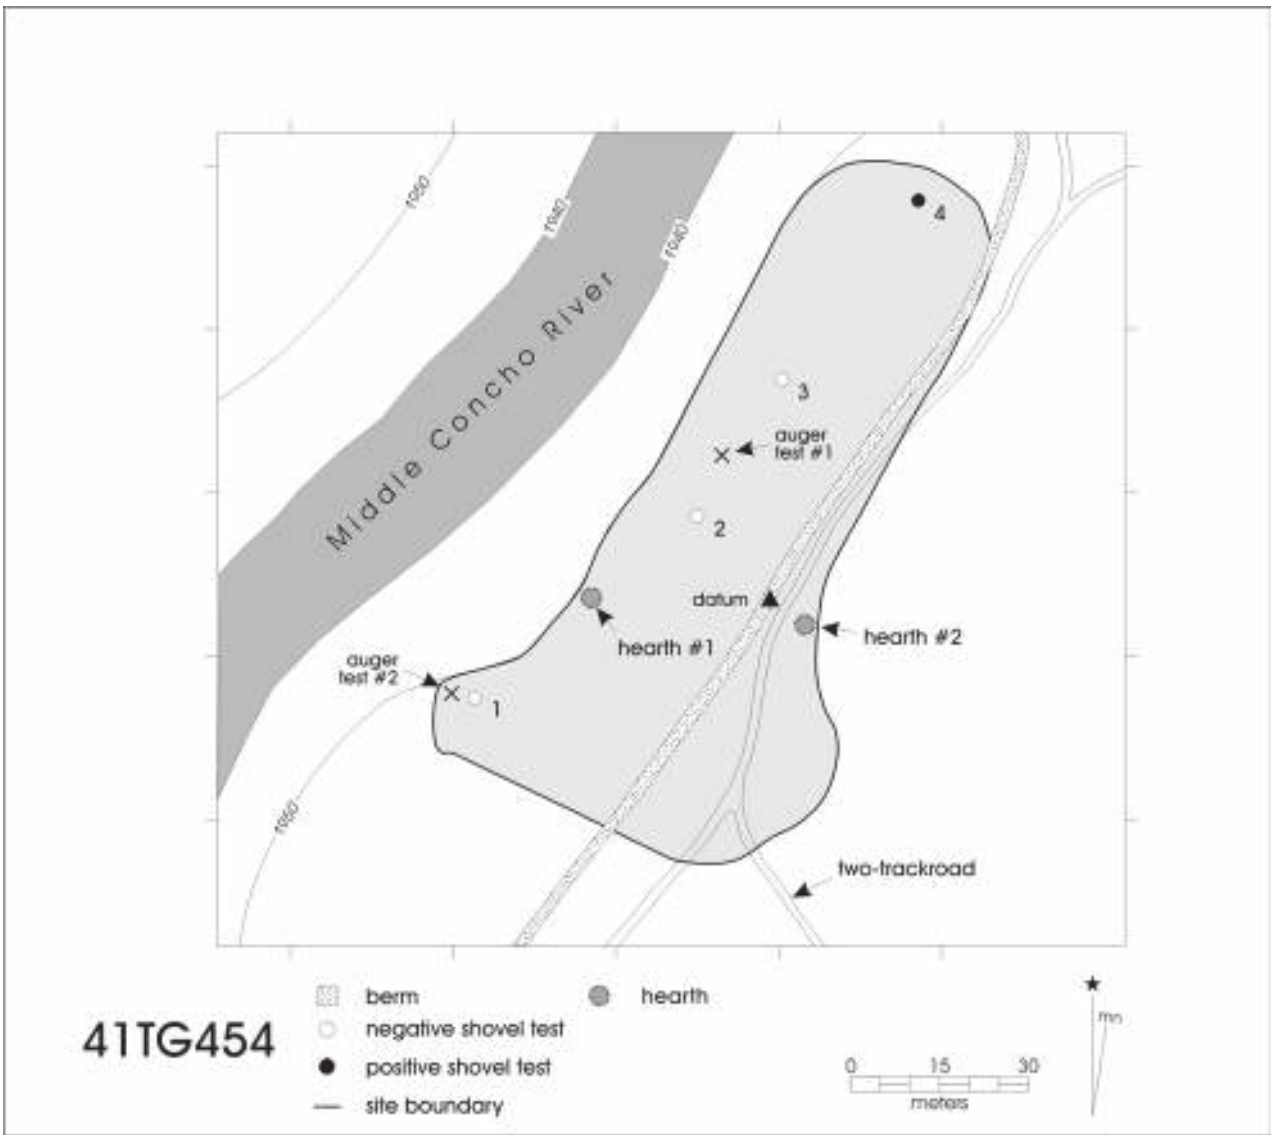 1950
1940
1940
4
Middle Concho River
3
auger
test #1
2
datum
hearth #1
hearth #2
auger
test #2
1
1950
two-trackroad
berm
hearth
negative shovel test
positive shovel test
site boundary
41TG454
mn
0 15 30
meters